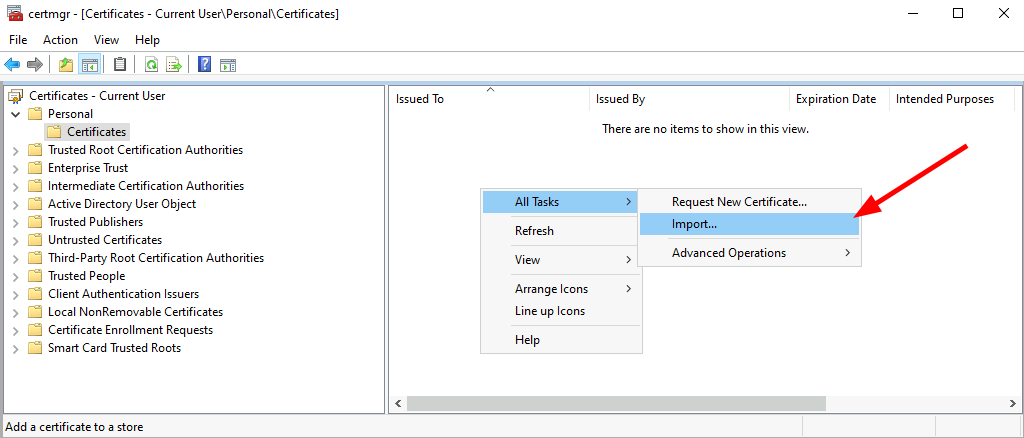 certmgr - [Certificates - Current User\Personal\Certificates]
File Action View Help
Certificates - Current User
Personal
Certificates
Trusted Root Certification Authorities
Enterprise Trust
Intermediate Certification Authorities
Active Directory User Object
Trusted Publishers
Untrusted Certificates
Third-Party Root Certification Authorities
Trusted People
Client Authentication Issuers
Local NonRemovable Certificates
Certificate Enrollment Requests
Smart Card Trusted Roots
Issued To Issued By Expiration Date Intended Purposes
There are no items to show in this view.
All Tasks
Refresh
View
Arrange Icons
Line up Icons
Help
Request New Certificate...
Import...
Advanced Operations
Add a certificate to a store